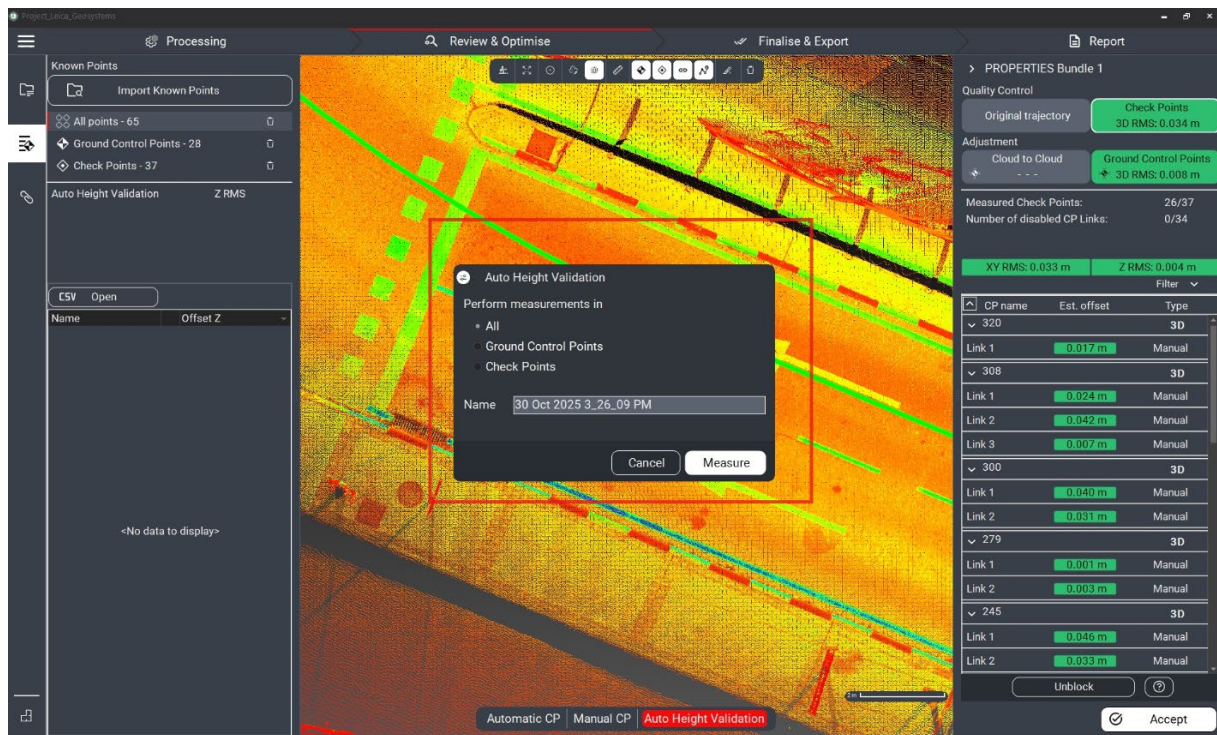 Project_Leica_Geosystems
Processing
Review & Optimise
Finalise & Export
Report
Known Points
Import Known Points
All points - 65
Ground Control Points - 28
Check Points - 37
Auto Height Validation Z RMS
CSV Open
Name Offset Z
<No data to display>
Auto Height Validation
Perform measurements in
All
Ground Control Points
Check Points
Name 30 Oct 2025 3_26_09 PM
Cancel Measure
Automatic CP Manual CP Auto Height Validation
PROPERTIES Bundle 1
Quality Control
Original trajectory
Check Points
3D RMS: 0.034 m
Adjustment
Cloud to Cloud
- - -
Ground Control Points
3D RMS: 0.008 m
Measured Check Points: 26/37
Number of disabled CP Links: 0/34
XY RMS: 0.033 m Z RMS: 0.004 m
Filter
CP name Est. offset Type
320 3D
Link 1 0.017 m Manual
308 3D
Link 1 0.024 m Manual
Link 2 0.042 m Manual
Link 3 0.007 m Manual
300 3D
Link 1 0.040 m Manual
Link 2 0.031 m Manual
279 3D
Link 1 0.001 m Manual
Link 2 0.003 m Manual
245 3D
Link 1 0.046 m Manual
Link 2 0.033 m Manual
Unblock
Accept